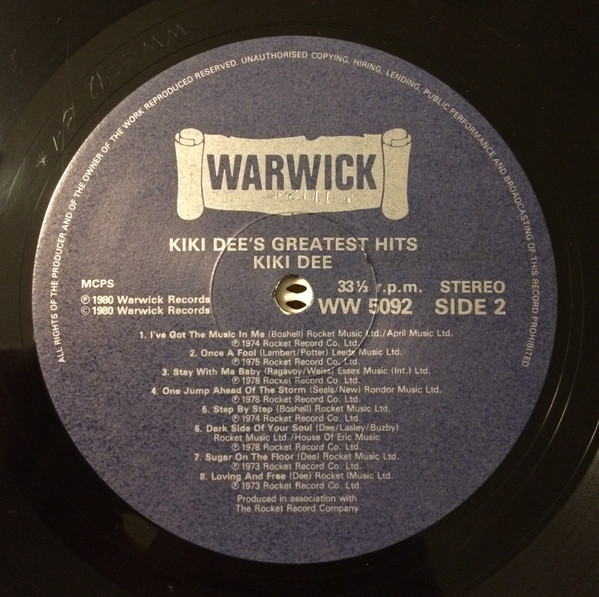 ALL RIGHTS OF THE PRODUCER AND OF THE OWNER OF THE WORK REPRODUCED RESERVED. UNAUTHORISED COPYING, HIRING, LENDING, PUBLIC PERFORMANCE AND BROADCASTING OF THIS RECORD PROHIBITED
WARWICK
KIKI DEE'S GREATEST HITS
KIKI DEE
MCPS
33⅓ r.p.m. STEREO
℗ 1980 Warwick Records
© 1980 Warwick Records
WW 5092 SIDE 2
1. I've Got The Music In Me (Boshell) Rocket Music Ltd./April Music Ltd.
℗ 1974 Rocket Record Co. Ltd.
2. Once A Fool (Lambert/Potter) Leeds Music Ltd.
℗ 1975 Rocket Record Co. Ltd.
3. Stay With Me Baby (Ragavoy/Weiss) Essex Music (Int.) Ltd.
℗ 1978 Rocket Record Co. Ltd.
4. One Jump Ahead Of The Storm (Seals/New) Rondor Music Ltd.
℗ 1978 Rocket Record Co. Ltd.
5. Step By Step (Boshell) Rocket Music Ltd.
℗ 1974 Rocket Record Co. Ltd.
6. Dark Side Of Your Soul (Dee/Lasley/Buzby)
Rocket Music Ltd./House Of Eric Music
℗ 1978 Rocket Record Co. Ltd.
7. Sugar On The Floor (Dee) Rocket Music Ltd.
℗ 1973 Rocket Record Co. Ltd.
8. Loving And Free (Dee) Rocket lMusic Ltd.
℗ 1973 Rocket Record Co. Ltd.
Produced in association with
The Rocket Record Company